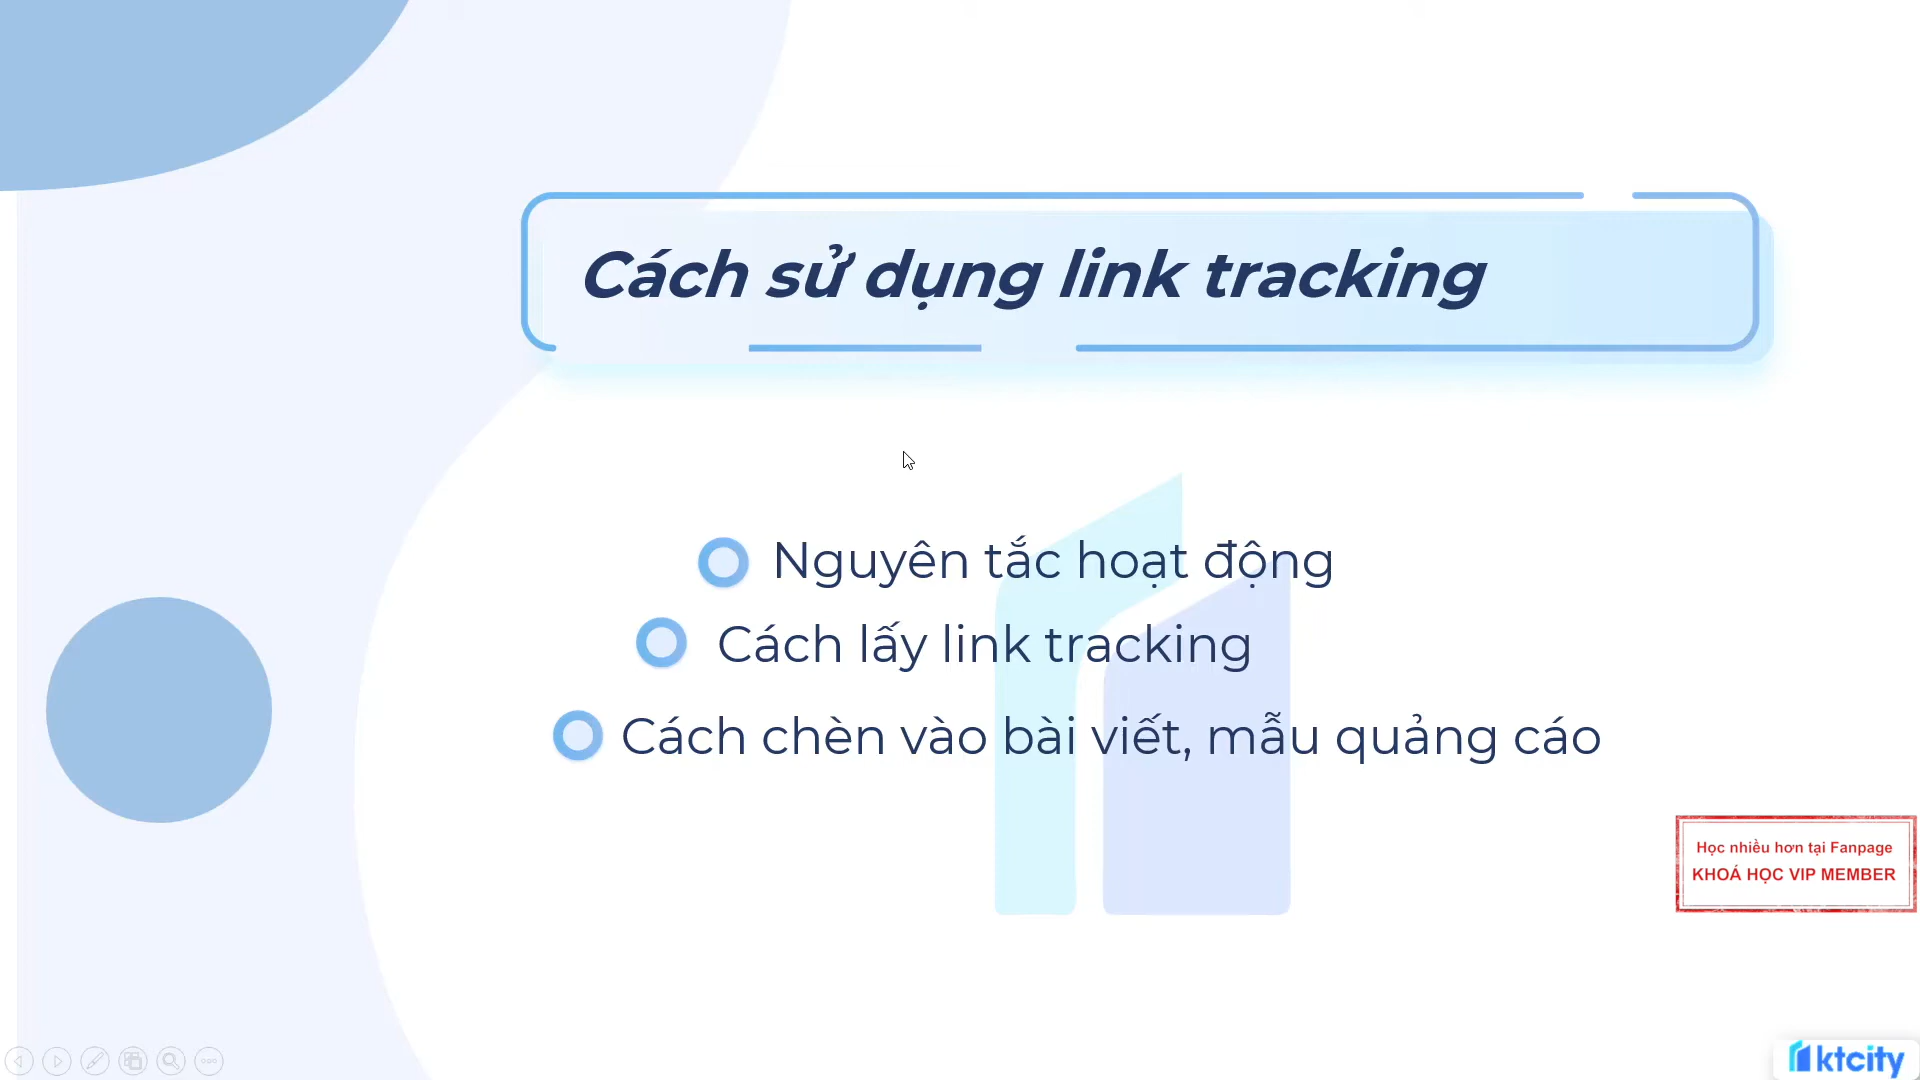 Cách sử dụng link tracking
Nguyên tắc hoạt động
Cách lấy link tracking
Cách chèn vào bài viết, mẫu quảng cáo
Học nhiều hơn tại Fanpage
KHOÁ HỌC VIP MEMBER
ktcity